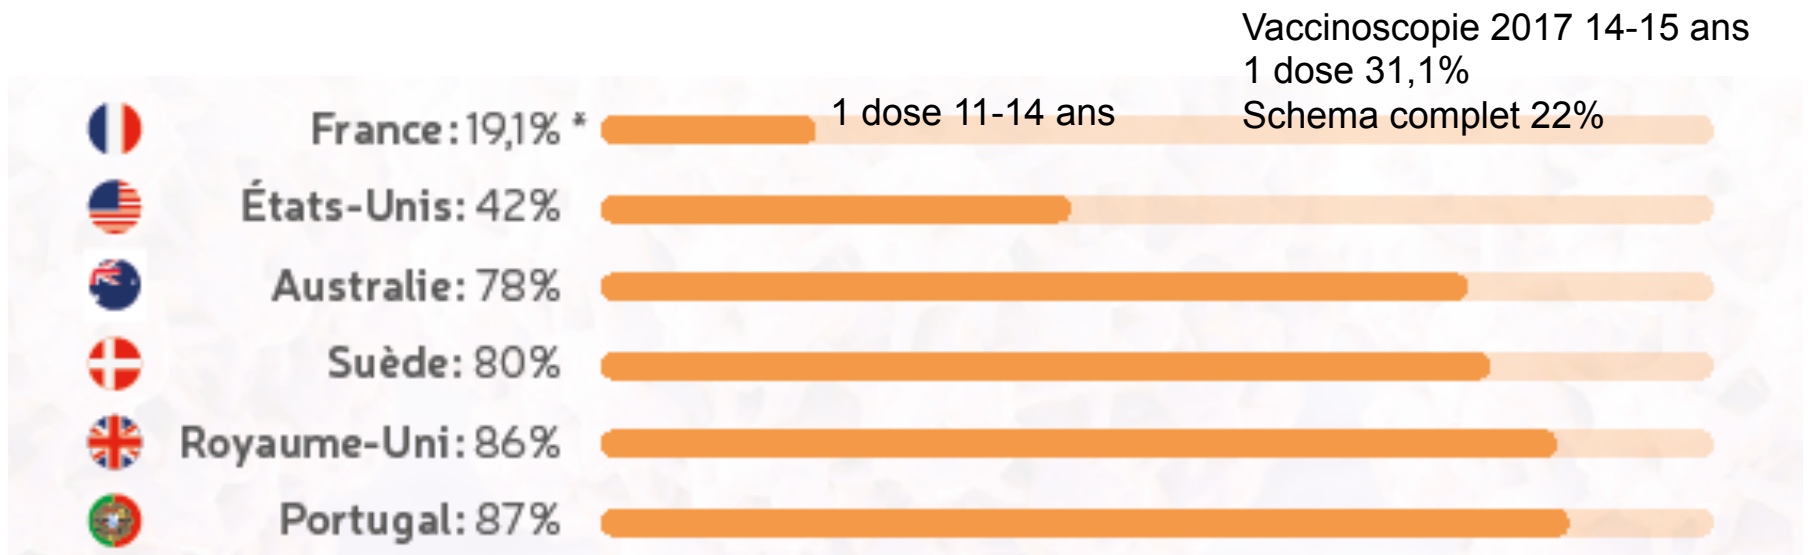 Vaccinoscopie 2017 14-15 ans
1 dose 31,1%
Schema complet 22%
France: 19,1% *
1 dose 11-14 ans
États-Unis: 42%
Australie: 78%
Suède: 80%
Royaume-Uni: 86%
Portugal: 87%